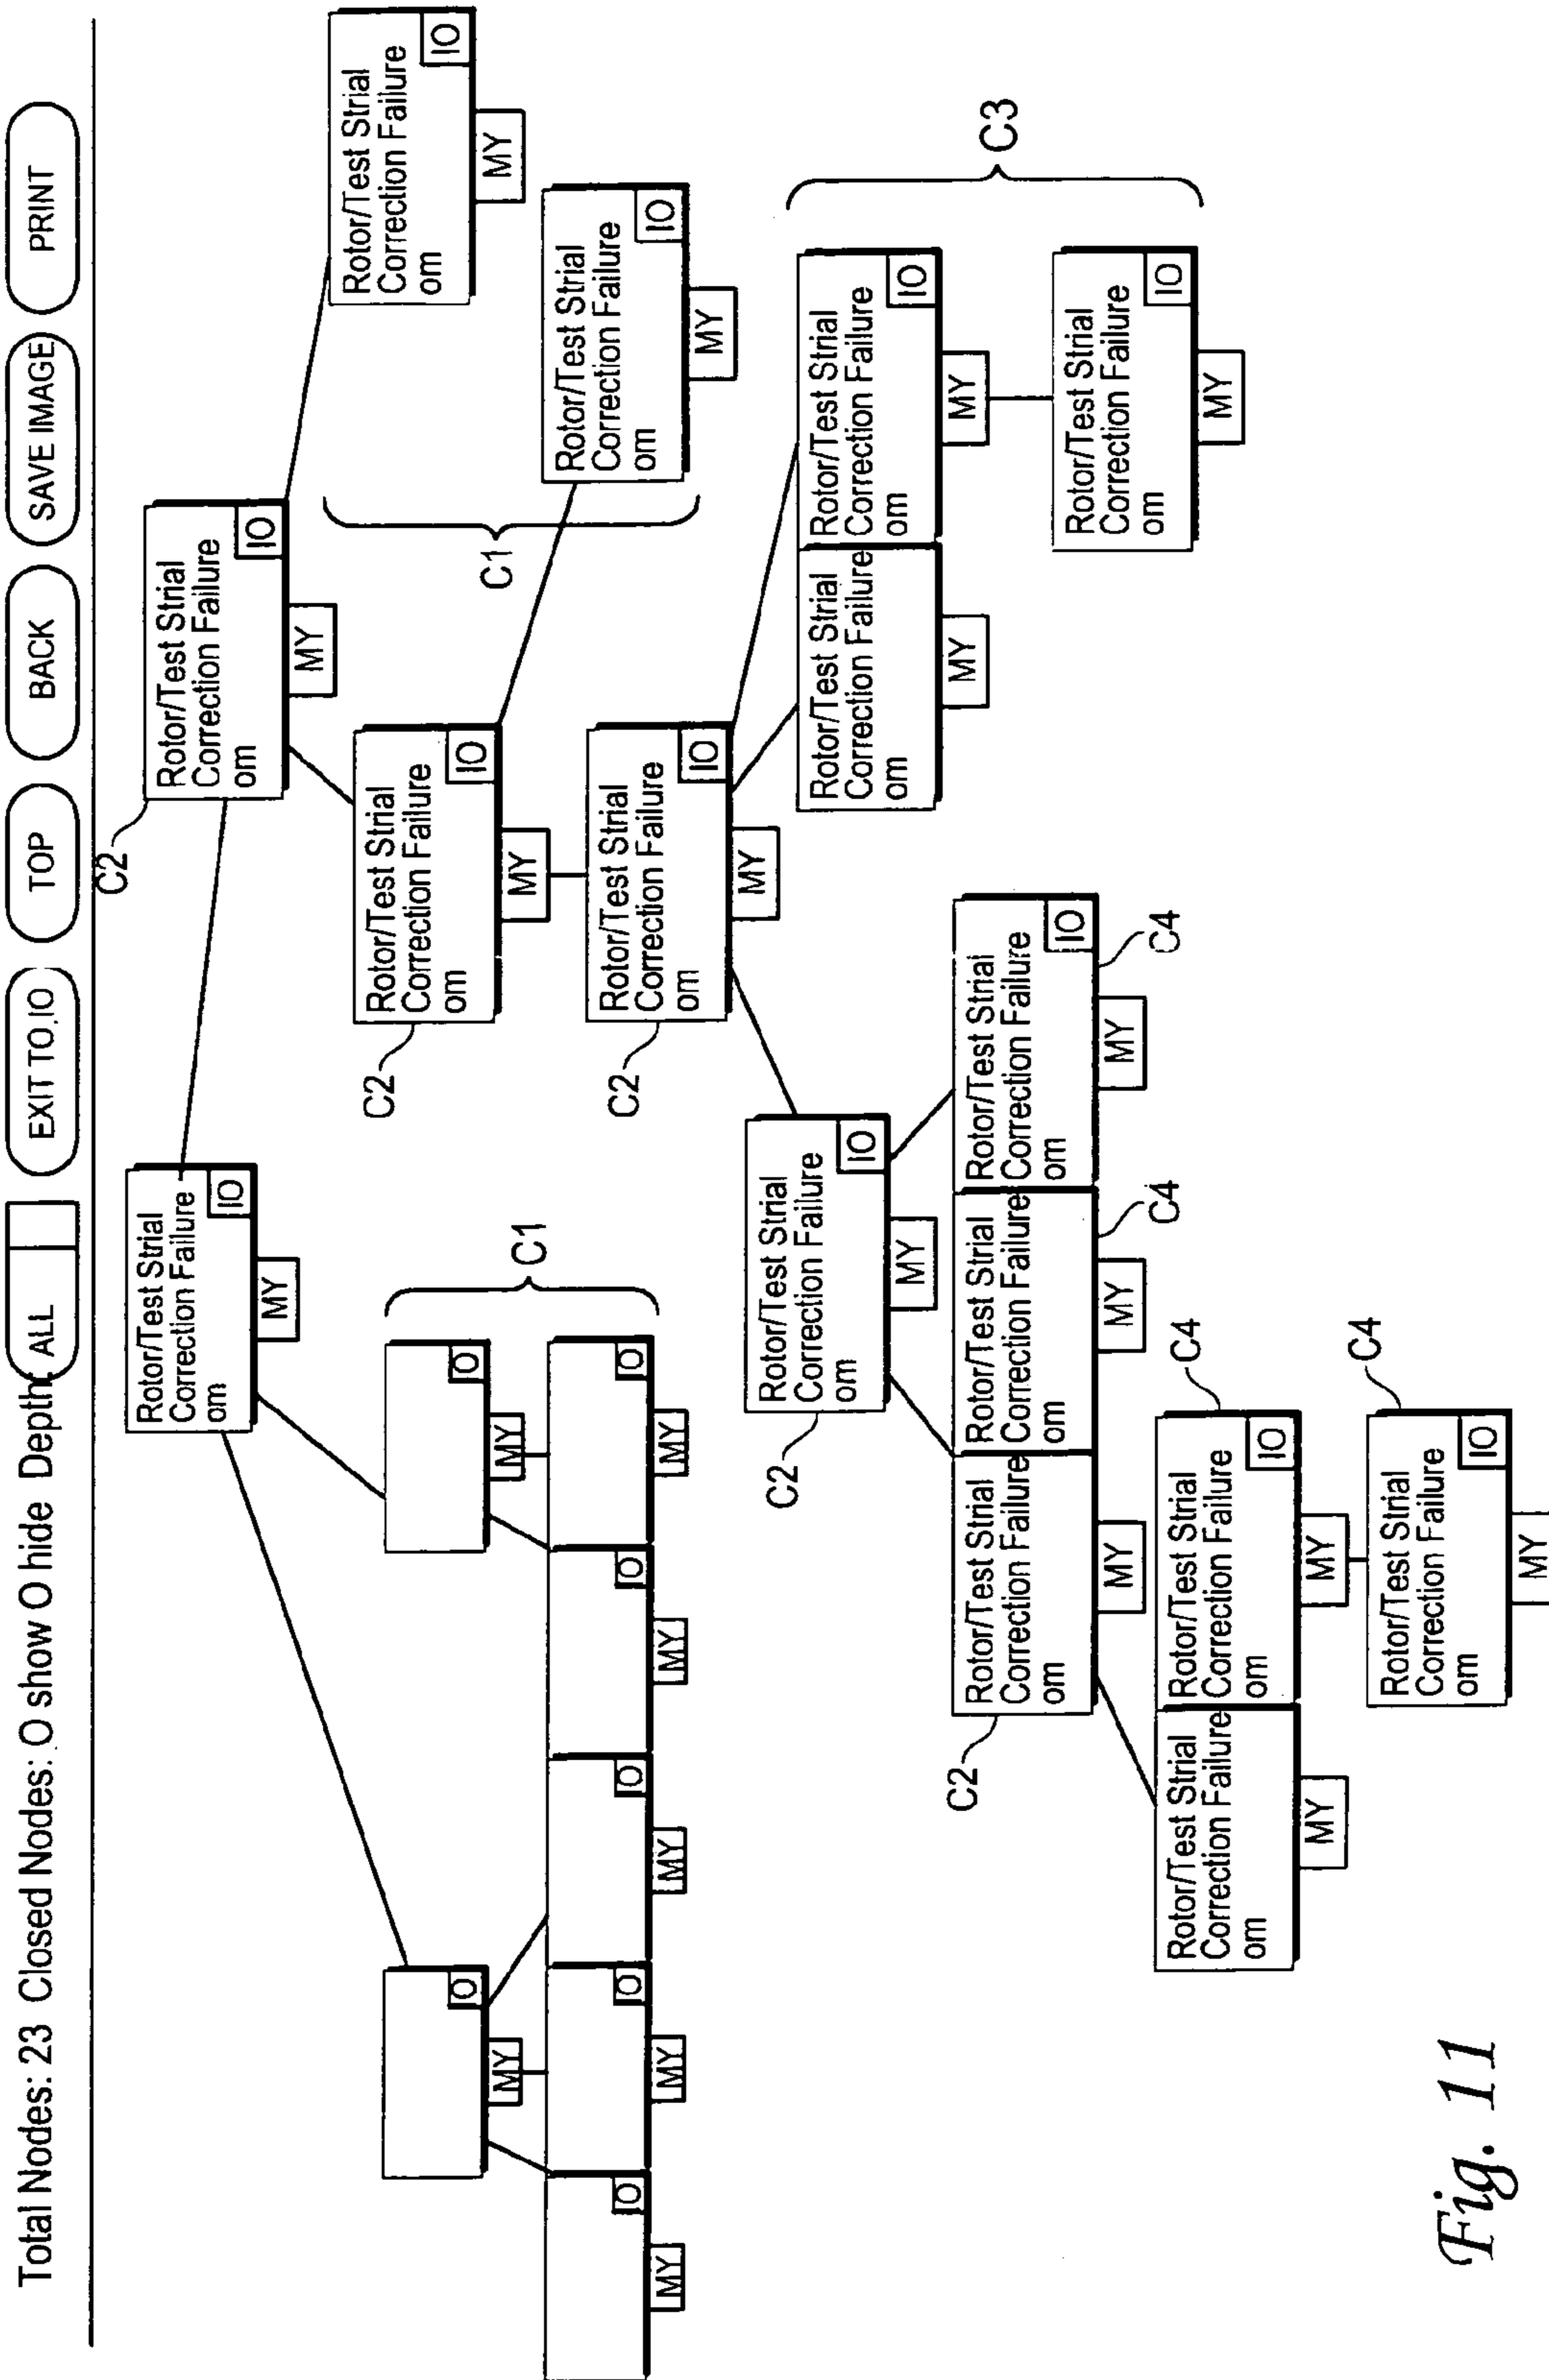 Total Nodes: 23 Closed Nodes: O show O hide Depth: ALL EXIT TO,IO TOP BACK SAVE IMAGE PRINT
Rotor/Test Strial
Correction Failure
om
IO
MY
C2
Rotor/Test Strial
Correction Failure
om
IO
MY
Rotor/Test Strial
Correction Failure
om
IO
MY
C2
Rotor/Test Strial
Correction Failure
om
IO
MY
C1
Rotor/Test Strial
Correction Failure
om
IO
MY
IO
MY
IO
MY
C1
IO
MY
IO
MY
IO
MY
IO
MY
IO
MY
C2
Rotor/Test Strial
Correction Failure
om
IO
MY
C2
Rotor/Test Strial
Correction Failure
om
IO
MY
Rotor/Test Strial
Correction Failure
om
MY
Rotor/Test Strial
Correction Failure
om
IO
MY
C3
Rotor/Test Strial
Correction Failure
om
IO
MY
C2
Rotor/Test Strial
Correction Failure
om
MY
Rotor/Test Strial
Correction Failure
om
MY
C4
Rotor/Test Strial
Correction Failure
om
IO
MY
C4
Rotor/Test Strial
Correction Failure
om
MY
Rotor/Test Strial
Correction Failure
om
IO
MY
C4
Rotor/Test Strial
Correction Failure
om
IO
MY
C4
Fig. 11